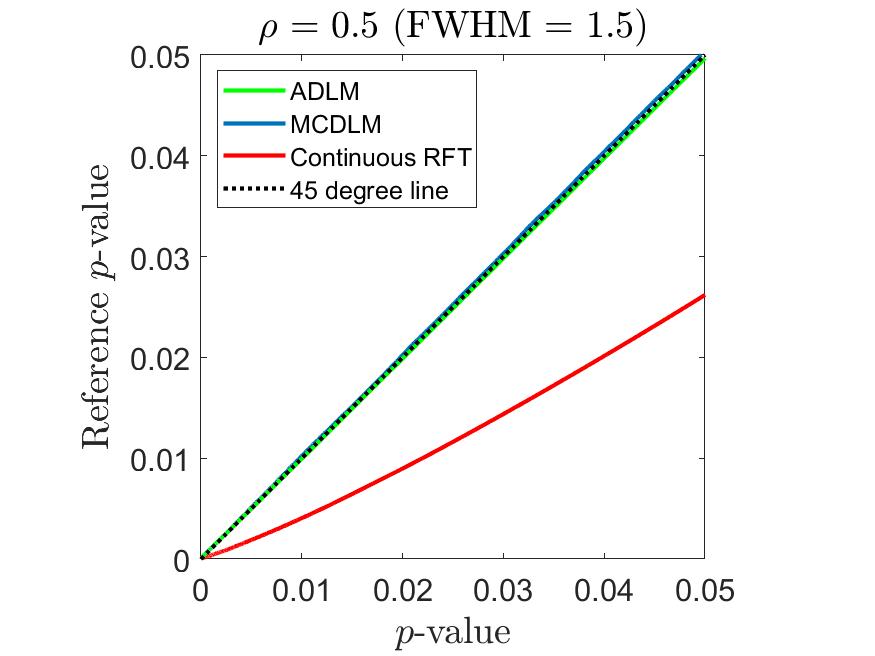 ρ = 0.5 (FWHM = 1.5)
0.05
ADLM
MCDLM
Continuous RFT
45 degree line
0.04
0.03
0.02
0.01
0
Reference p-value
0 0.01 0.02 0.03 0.04 0.05
p-value